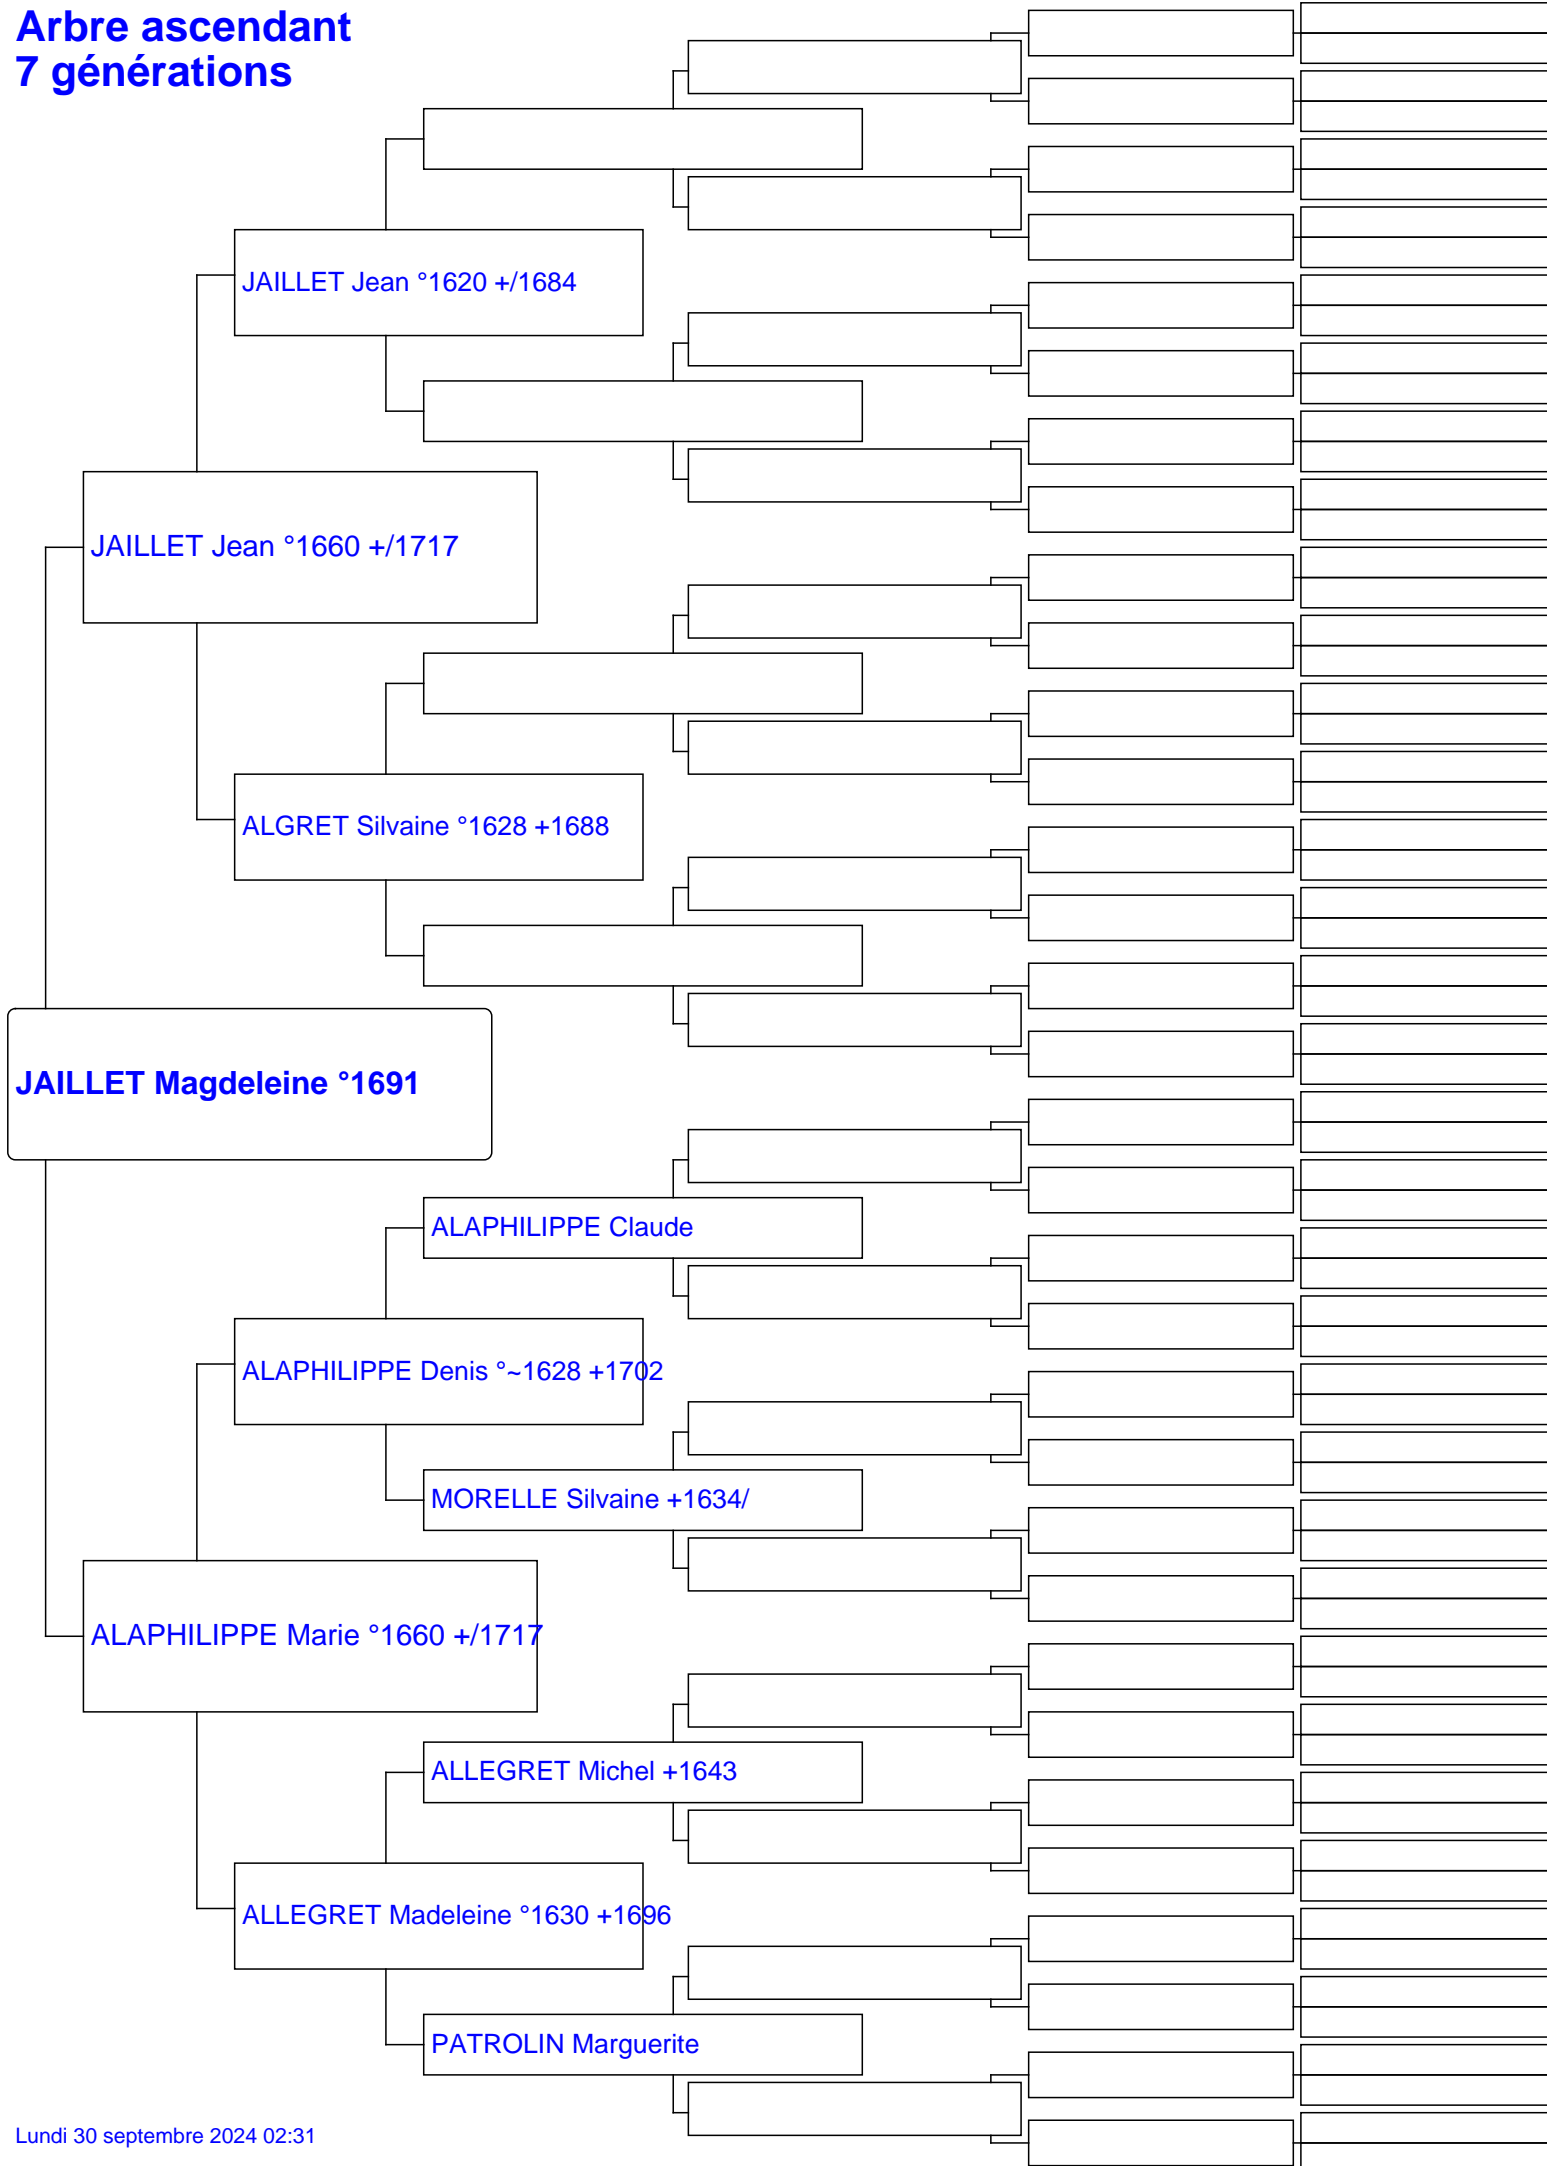 Arbre ascendant
7 générations
JAILLET Jean °1620 +/1684
JAILLET Jean °1660 +/1717
ALGRET Silvaine °1628 +1688
JAILLET Magdeleine °1691
ALAPHILIPPE Claude
ALAPHILIPPE Denis °~1628 +1702
MORELLE Silvaine +1634/
ALAPHILIPPE Marie °1660 +/1717
ALLEGRET Michel +1643
ALLEGRET Madeleine °1630 +1696
PATROLIN Marguerite
Lundi 30 septembre 2024 02:31